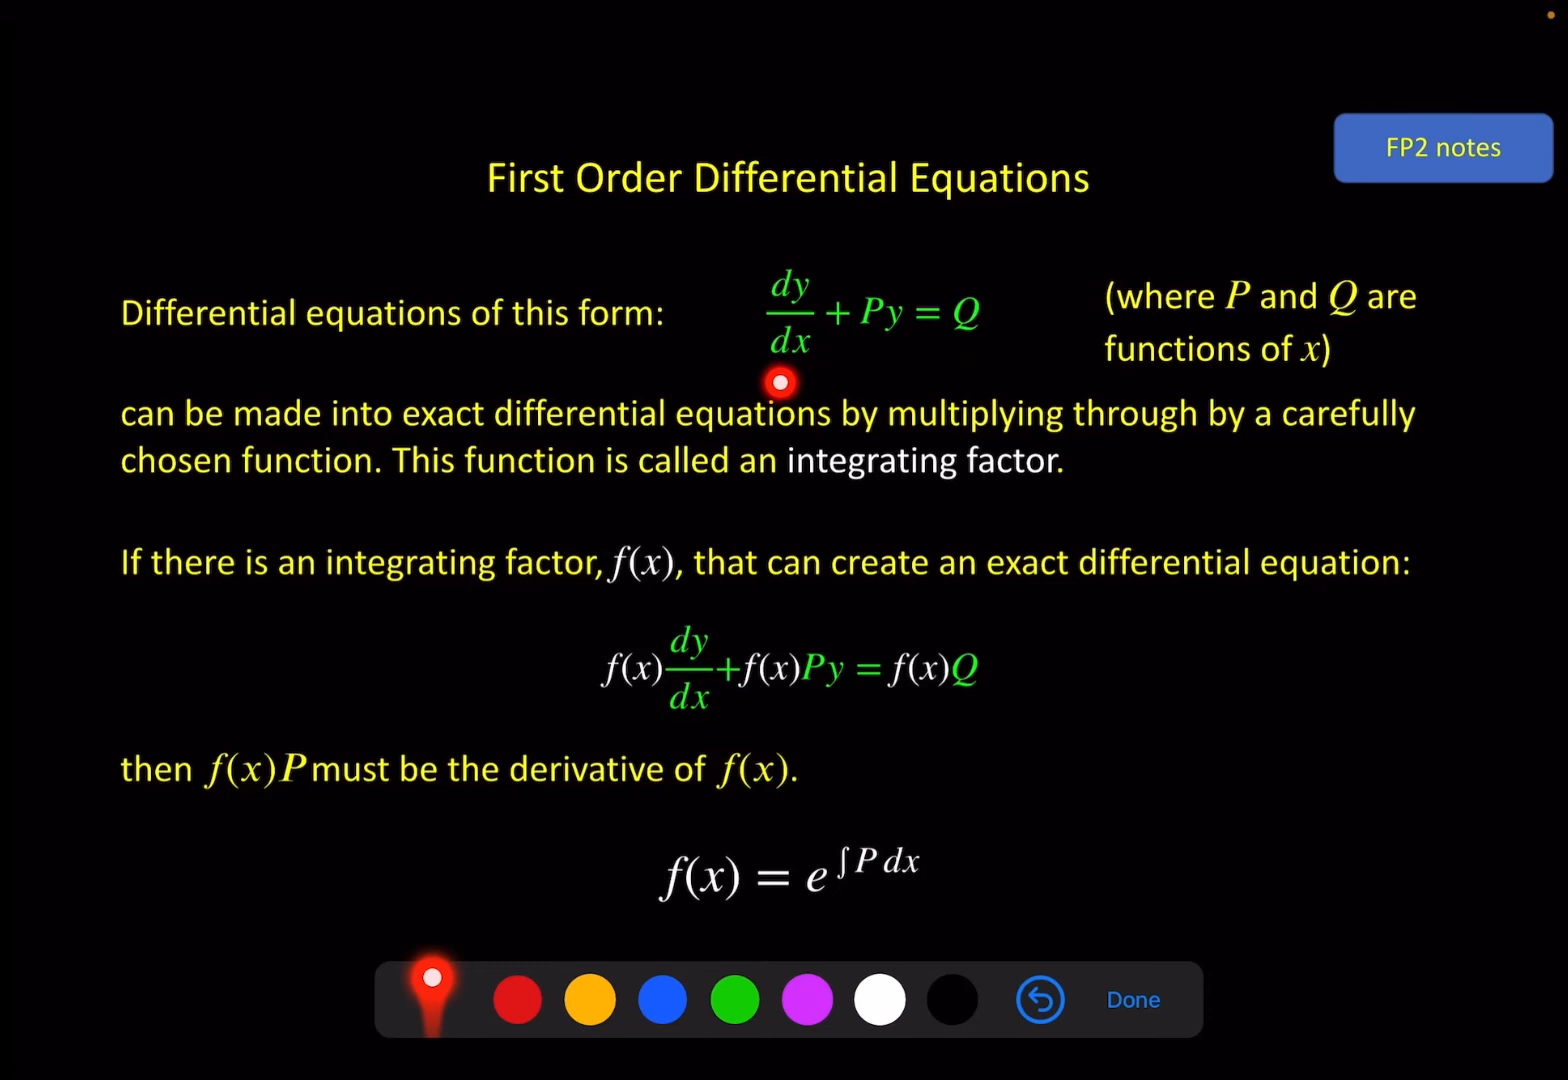 FP2 notes
First Order Differential Equations
Differential equations of this form: dy/dx + Py = Q (where P and Q are
functions of x)
can be made into exact differential equations by multiplying through by a carefully
chosen function. This function is called an integrating factor.
If there is an integrating factor, f(x), that can create an exact differential equation:
f(x) dy/dx + f(x)Py = f(x)Q
then f(x)P must be the derivative of f(x).
f(x) = e^{∫P dx}
Done